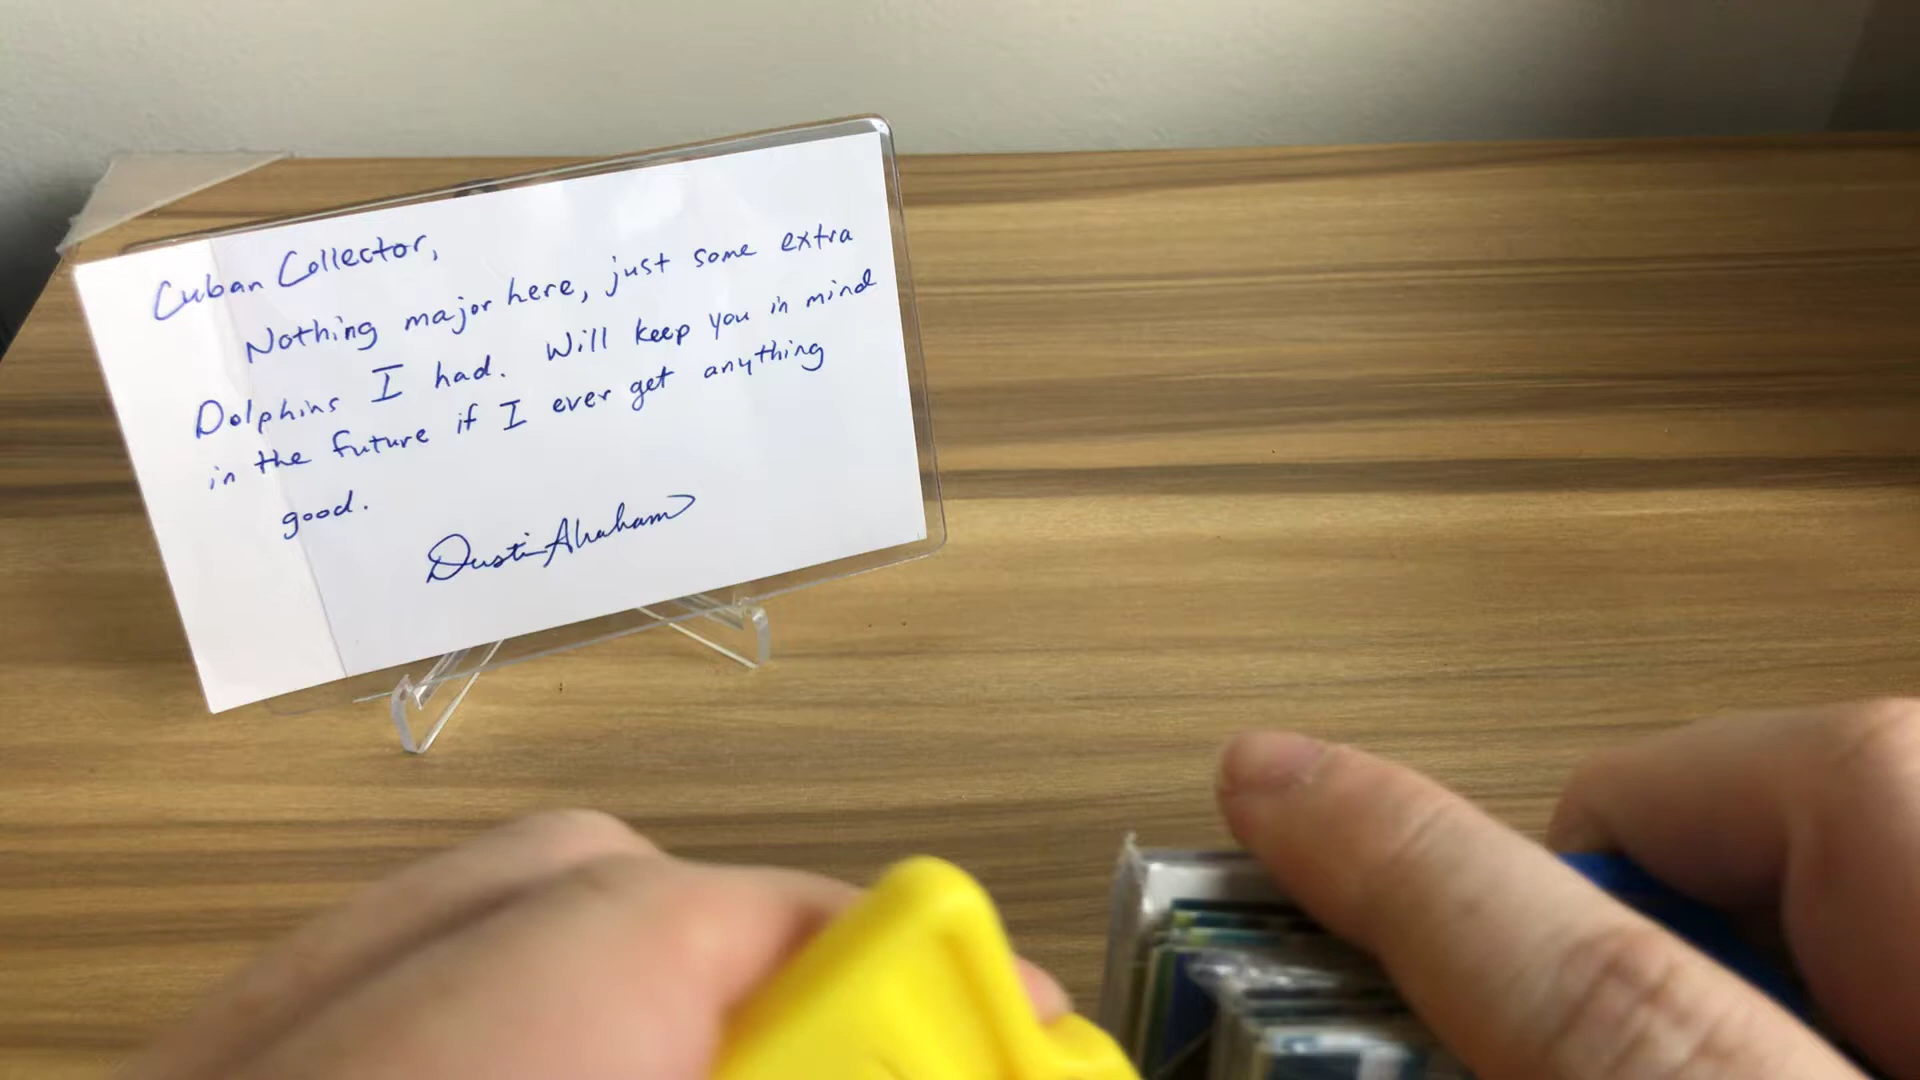 Cuban Collector,
Nothing major here, just some extra
Dolphins I had. Will keep you in mind
in the future if I ever get anything
good.
Dustin Abraham